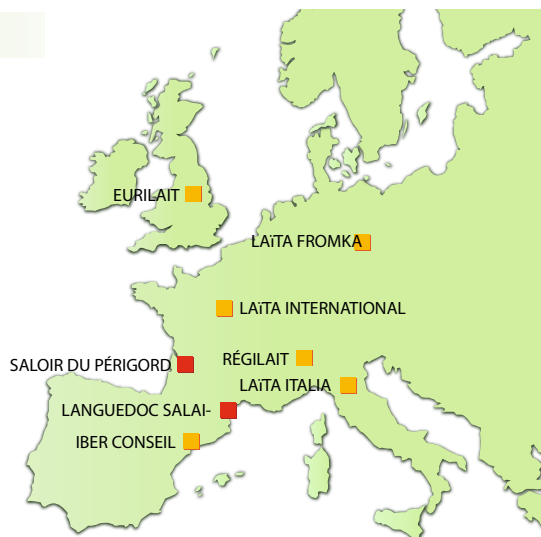 EURILAIT
LAïTA FROMKA
LAïTA INTERNATIONAL
RÉGILAIT
SALOIR DU PÉRIGORD
LAïTA ITALIA
LANGUEDOC SALAI-
IBER CONSEIL